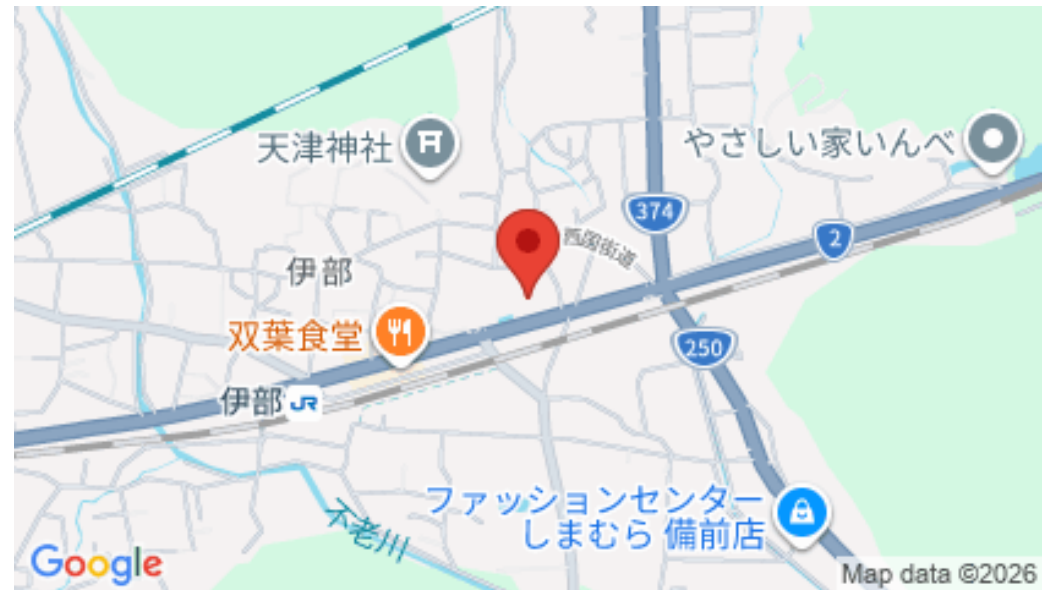 天津神社
やさしい家いんべ
374
2
西国街道
伊部
双葉食堂
250
伊部 JR
ファッションセンター
しまむら 備前店
不老川
Google
Map data ©2026